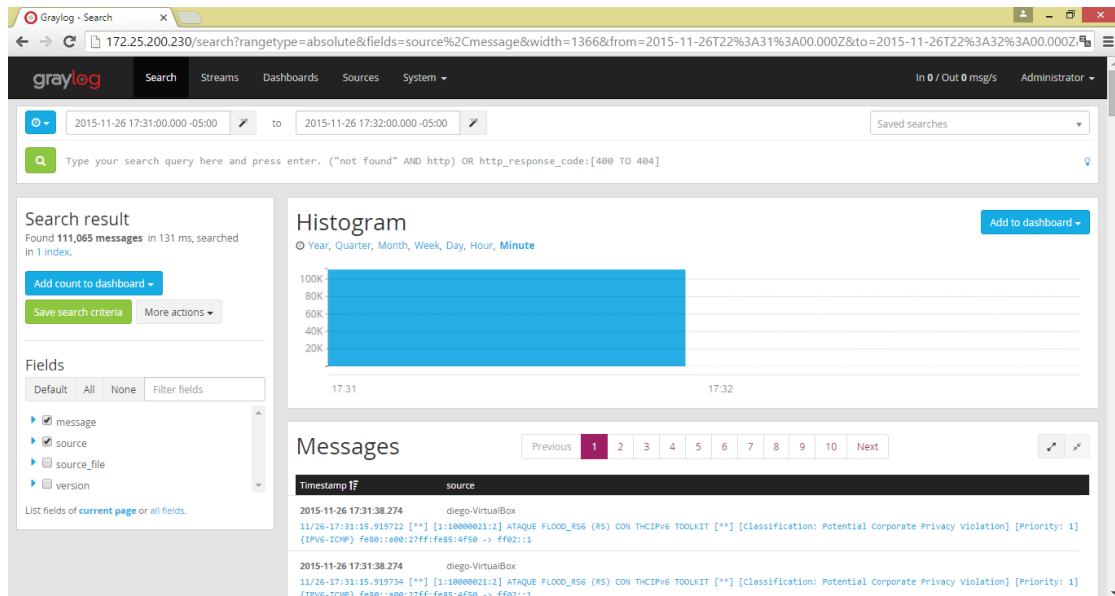 Graylog - Search
172.25.200.230/search?rangetype=absolute&fields=source%2Cmessage&width=1366&from=2015-11-26T22%3A31%3A00.000Z&to=2015-11-26T22%3A32%3A00.000Z
graylog Search Streams Dashboards Sources System In 0 / Out 0 msg/s Administrator
2015-11-26 17:31:00.000 -05:00 to 2015-11-26 17:32:00.000 -05:00 Saved searches
Type your search query here and press enter. ("not found" AND http) OR http_response_code:[400 TO 404]
Search result
Found 111,065 messages in 131 ms, searched
in 1 index.
Add count to dashboard
Save search criteria More actions
Fields
Default All None Filter fields
message
source
source_file
version
List fields of current page or all fields.
Histogram
Add to dashboard
Year, Quarter, Month, Week, Day, Hour, Minute
100K
80K
60K
40K
20K
17:31 17:32
Messages
Previous 1 2 3 4 5 6 7 8 9 10 Next
Timestamp source
2015-11-26 17:31:38.274 diego-VirtualBox
11/26-17:31:15.919722 [**] [1:10000021:2] ATAQUE FLOOD_RS6 (RS) CON THCIPv6 TOOLKIT [**] [Classification: Potential Corporate Privacy Violation] [Priority: 1]
{IPV6-ICMP} fe80::a00:27ff:fe85:4f50 -> ff02::1
2015-11-26 17:31:38.274 diego-VirtualBox
11/26-17:31:15.919734 [**] [1:10000021:2] ATAQUE FLOOD_RS6 (RS) CON THCIPv6 TOOLKIT [**] [Classification: Potential Corporate Privacy Violation] [Priority: 1]
{IPV6-ICMP} fe80::a00:27ff:fe85:4f50 -> ff02::1